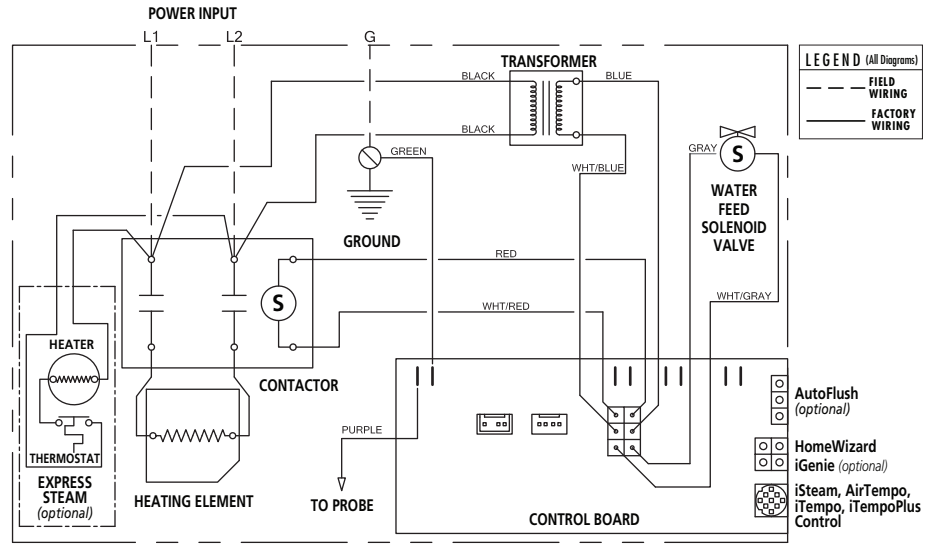 POWER INPUT
L1
L2
G
TRANSFORMER
BLACK
BLUE
BLACK
GREEN
WHT/BLUE
GRAY
S
WATER
FEED
SOLENOID
VALVE
LEGEND (All Diagrams)
FIELD
WIRING
FACTORY
WIRING
GROUND
RED
WHT/RED
WHT/GRAY
S
CONTACTOR
HEATER
THERMOSTAT
EXPRESS
STEAM
(optional)
HEATING ELEMENT
PURPLE
TO PROBE
CONTROL BOARD
AutoFlush
(optional)
HomeWizard
iGenie (optional)
iSteam, AirTempo,
iTempo, iTempoPlus
Control